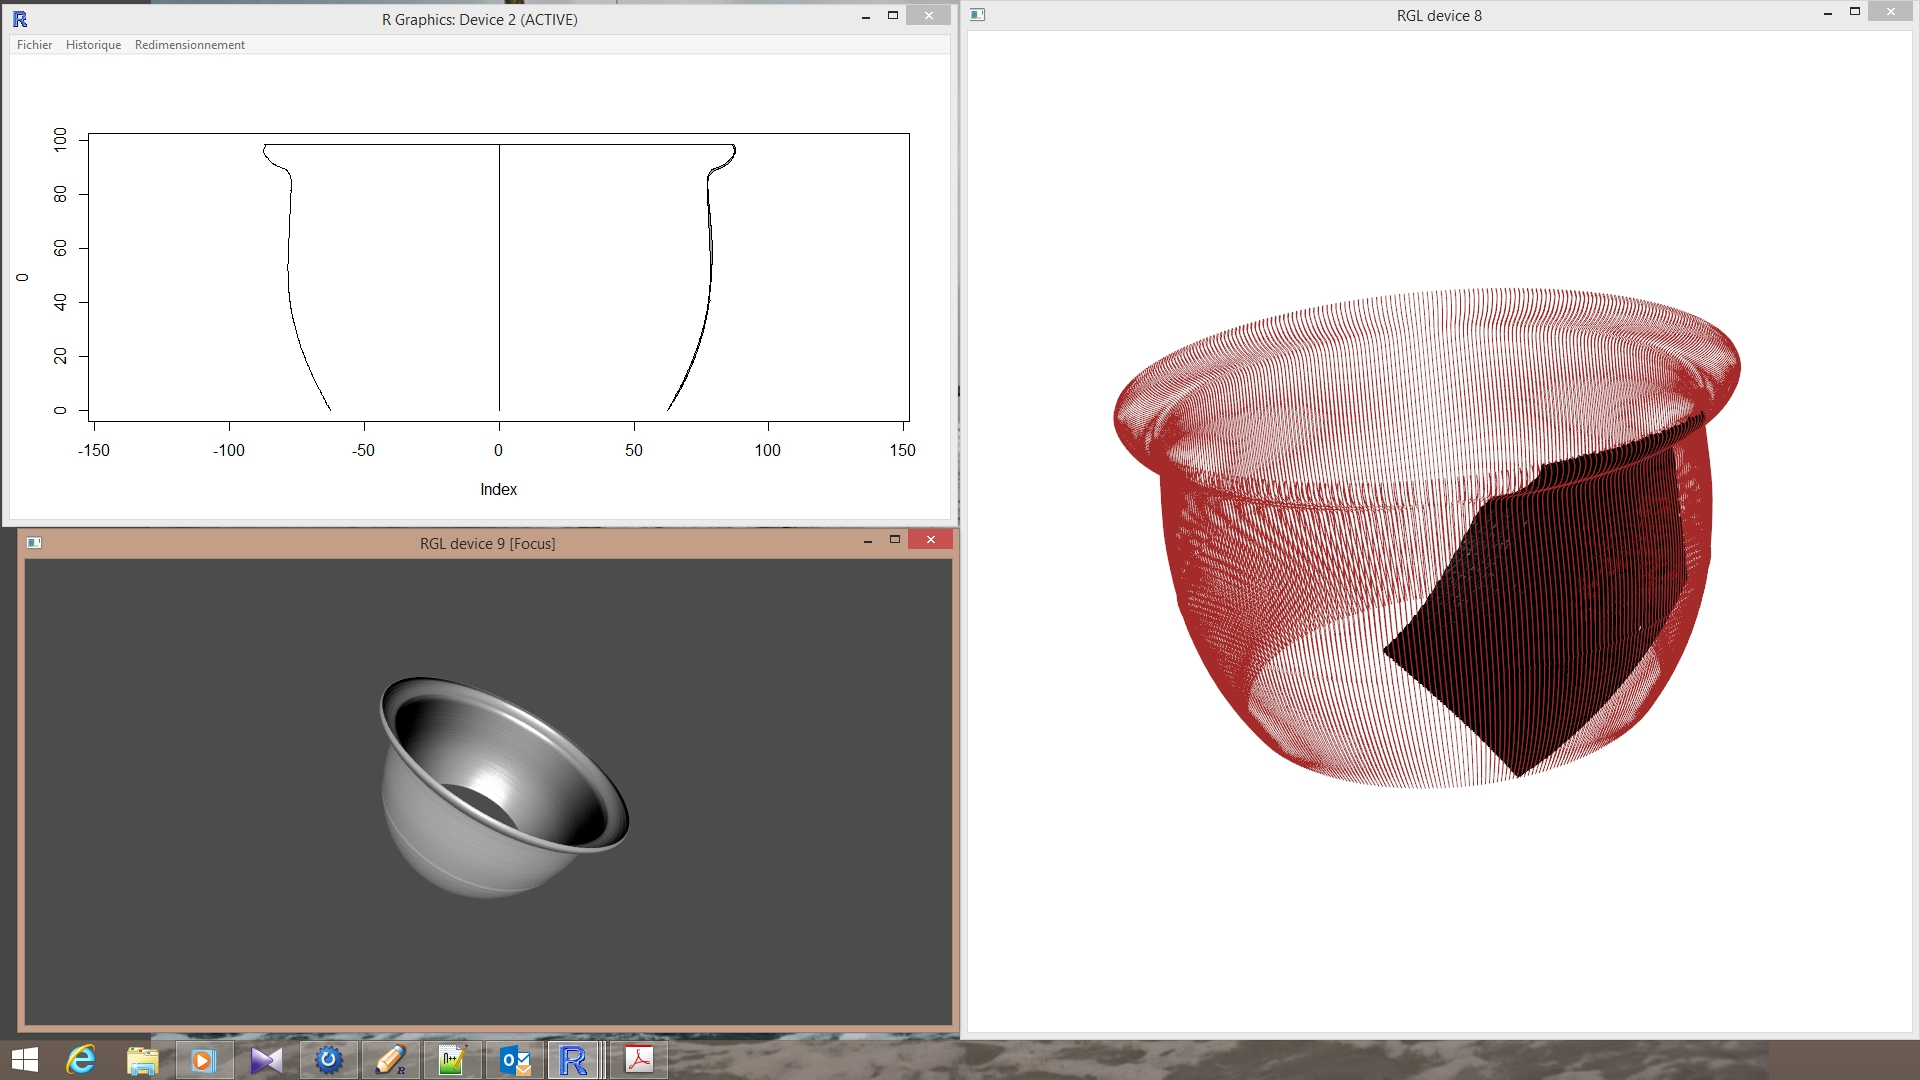 R Graphics: Device 2 (ACTIVE)
Fichier Historique Redimensionnement
100
80
60
40
20
0
0
-150 -100 -50 0 50 100 150
Index
RGL device 8
RGL device 9 [Focus]